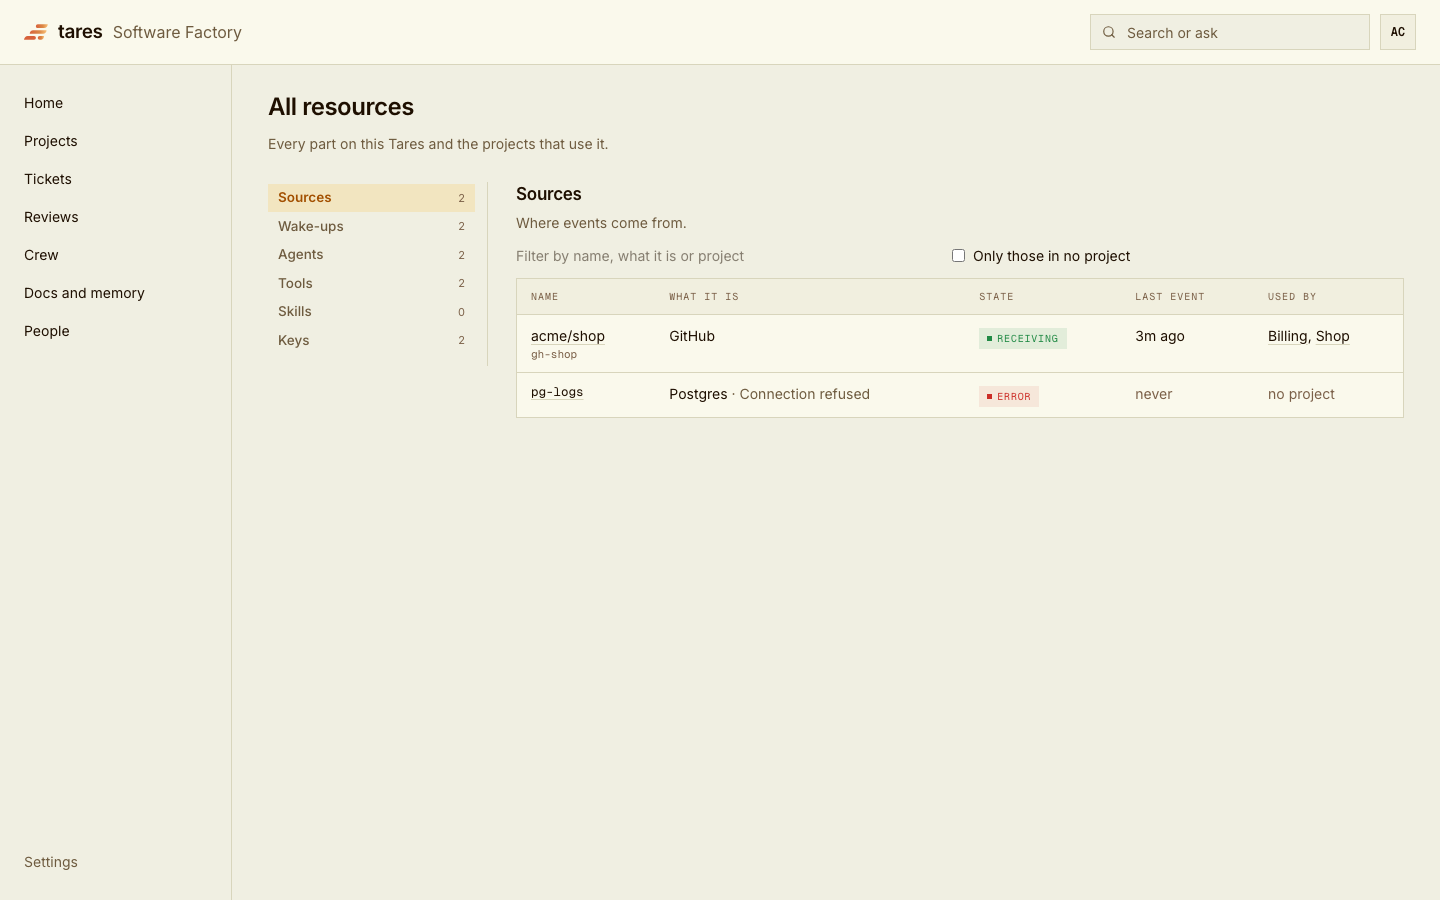 tares Software Factory
Search or ask
AC
Home
Projects
Tickets
Reviews
Crew
Docs and memory
People
Settings
All resources
Every part on this Tares and the projects that use it.
Sources 2
Wake-ups 2
Agents 2
Tools 2
Skills 0
Keys 2
Sources
Where events come from.
Filter by name, what it is or project
Only those in no project
NAME WHAT IT IS STATE LAST EVENT USED BY
acme/shop GitHub RECEIVING 3m ago Billing, Shop
gh-shop
pg-logs Postgres · Connection refused ERROR never no project